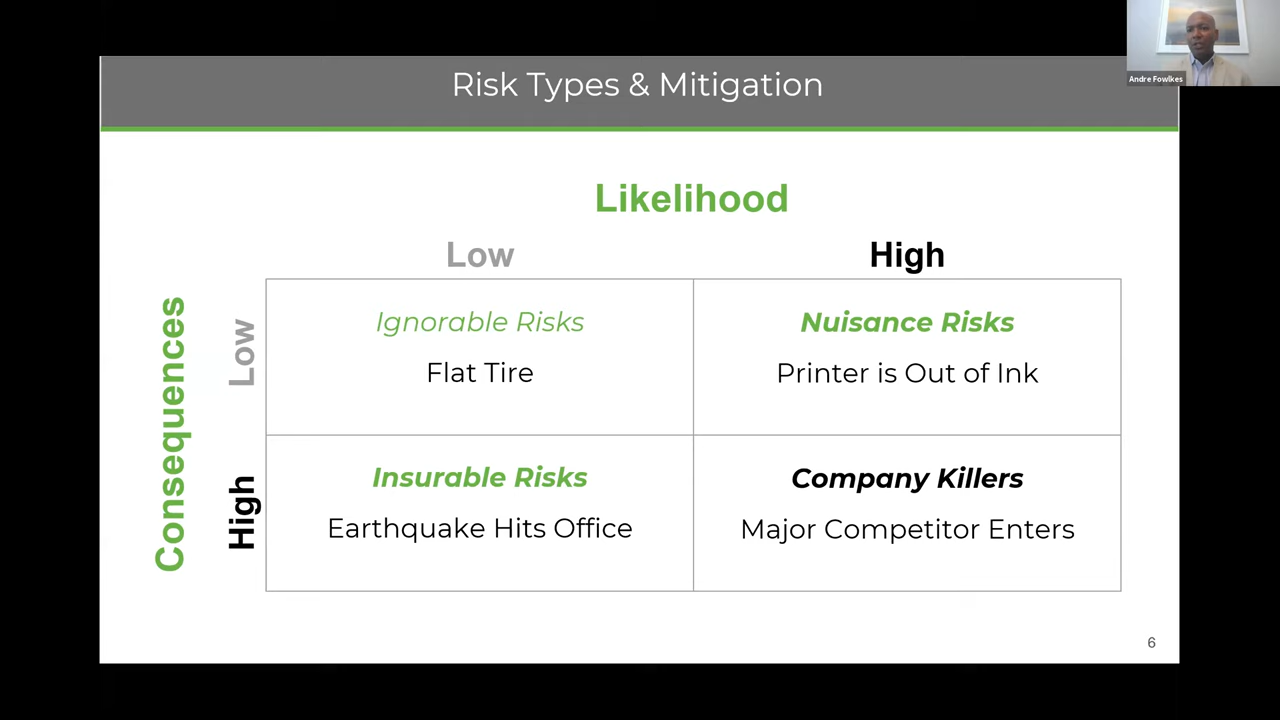 Risk Types & Mitigation
Andre Fowlkes
Likelihood
Low
High
Consequences
Low
Ignorable Risks
Flat Tire
Nuisance Risks
Printer is Out of Ink
High
Insurable Risks
Earthquake Hits Office
Company Killers
Major Competitor Enters
6